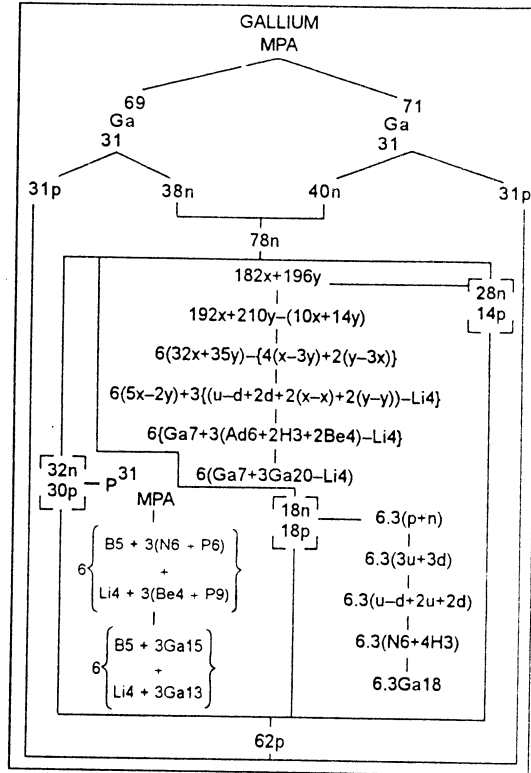 GALLIUM
MPA
69
Ga
31
71
Ga
31
31p
38n
40n
31p
78n
182x+196y
28n
14p
192x+210y–(10x+14y)
6(32x+35y)–{4(x–3y)+2(y–3x)}
6(5x–2y)+3{(u–d+2d+2(x–x)+2(y–y))–Li4}
6{Ga7+3(Ad6+2H3+2Be4)–Li4}
6(Ga7+3Ga20–Li4)
32n
30p
P31
MPA
18n
18p
6.3(p+n)
6.3(3u+3d)
6.3(u–d+2u+2d)
6.3(N6+4H3)
6.3Ga18
6
B5 + 3(N6 + P6)
+
Li4 + 3(Be4 + P9)
6
B5 + 3Ga15
+
Li4 + 3Ga13
62p